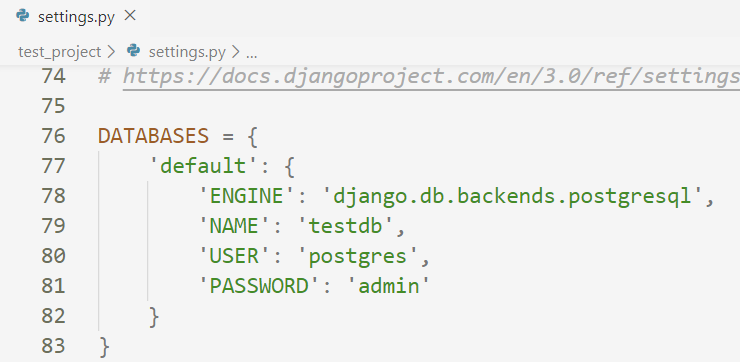 settings.py
test_project > settings.py > ...
74 # https://docs.djangoproject.com/en/3.0/ref/settings
75
76 DATABASES = {
77     'default': {
78         'ENGINE': 'django.db.backends.postgresql',
79         'NAME': 'testdb',
80         'USER': 'postgres',
81         'PASSWORD': 'admin'
82     }
83 }